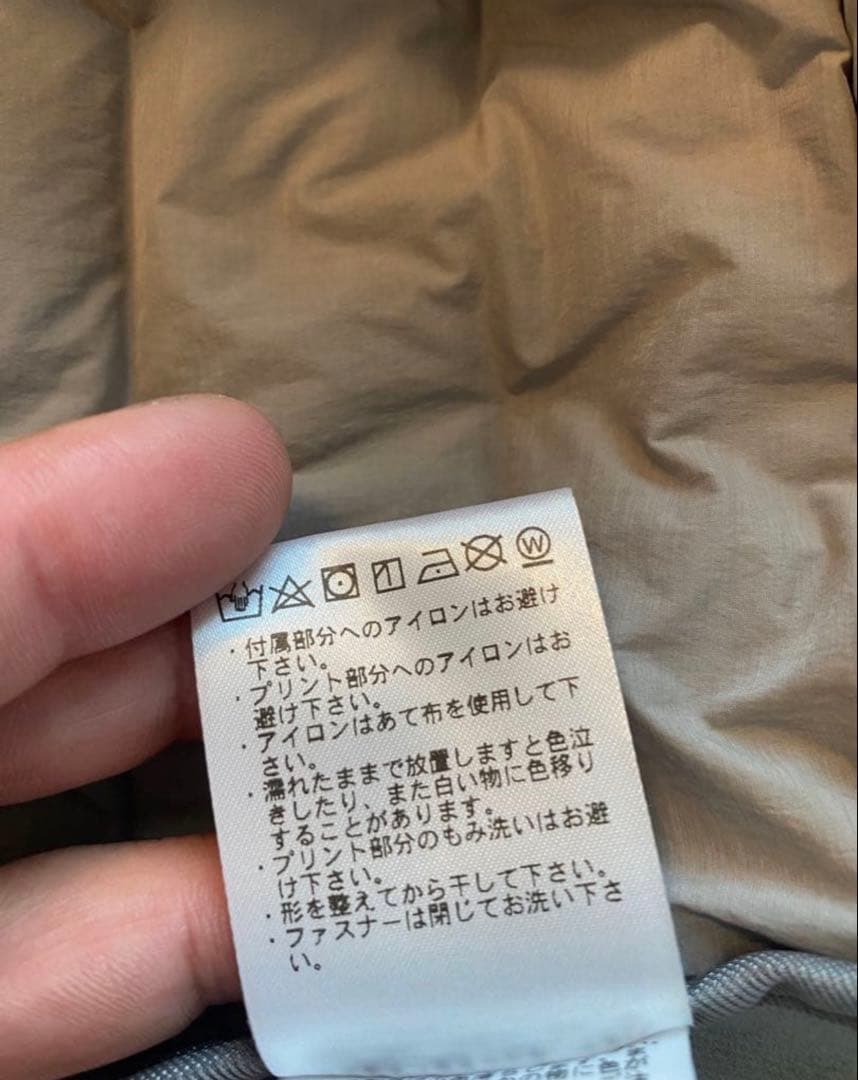 W
・付属部分へのアイロンはお避け
下さい。
・プリント部分へのアイロンはお
避け下さい。
・アイロンはあて布を使用して下
さい。
・濡れたままで放置しますと色泣
きしたり、また白い物に色移り
することがあります。
・プリント部分のもみ洗いはお避
け下さい。
・形を整えてから干して下さい。
・ファスナーは閉じてお洗い下さ
い。